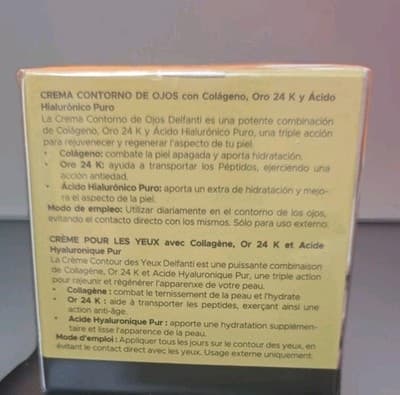 CREMA CONTORNO DE OJOS con Colágeno, Oro 24 K y Ácido
Hialurónico Puro
La Crema Contorno de Ojos Delfanti es una potente combinación
de Colágeno, Oro 24 K y Ácido Hialurónico Puro, una triple acción
para rejuvenecer y regenerar l'aspecto de tu piel.
• Colágeno: combate la piel apagada y aporta hidratación.
• Oro 24 K: ayuda a transportar los Péptidos, ejerciendo una
acción antiedad.
• Ácido Hialurónico Puro: aporta un extra de hidratación y mejo-
ra el aspecto de la piel.
Modo de empleo: Utilizar diariamente en el contorno de los ojos,
evitando el contacto directo con los mismos. Sólo para uso externo.
CRÈME POUR LES YEUX avec Collagène, Or 24 K et Acide
Hyaluronique Pur
La Crème Contour des Yeux Delfanti est une puissante combinaison
de Collagène, Or 24 K et Acide Hyaluronique Pur, une triple action
pour rajeunir et régénérer l'apparence de votre peau.
• Collagène : combat le ternissement de la peau et l'hydrate
• Or 24 K : aide à transporter les peptides, exerçant ainsi une
action anti-âge.
• Acide Hyaluronique Pur : apporte une hydratation supplémen-
taire et lisse l'apparence de la peau.
Mode d'emploi : Appliquer tous les jours sur le contour des yeux, en
évitant le contact direct avec les yeux. Usage externe uniquement.